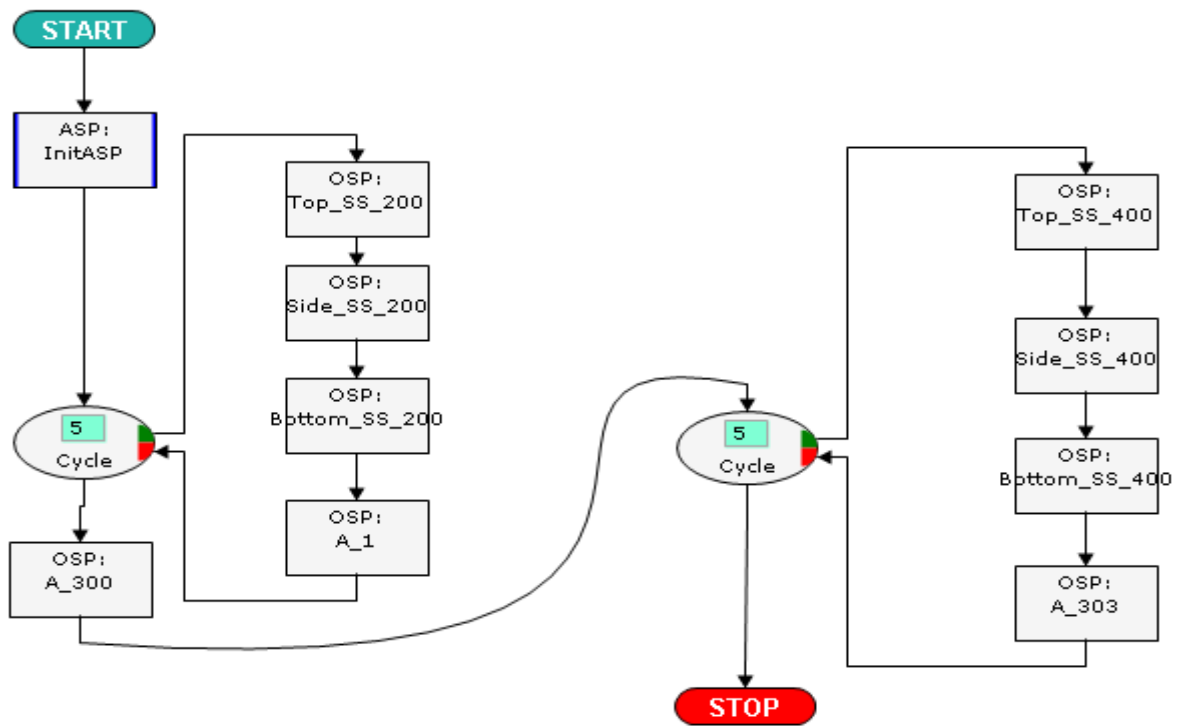 START
ASP:
InitASP
5
Cycle
OSP:
A_300
OSP:
Top_SS_200
OSP:
Side_SS_200
OSP:
Bottom_SS_200
OSP:
A_1
5
Cycle
STOP
OSP:
Top_SS_400
OSP:
Side_SS_400
OSP:
Bottom_SS_400
OSP:
A_303